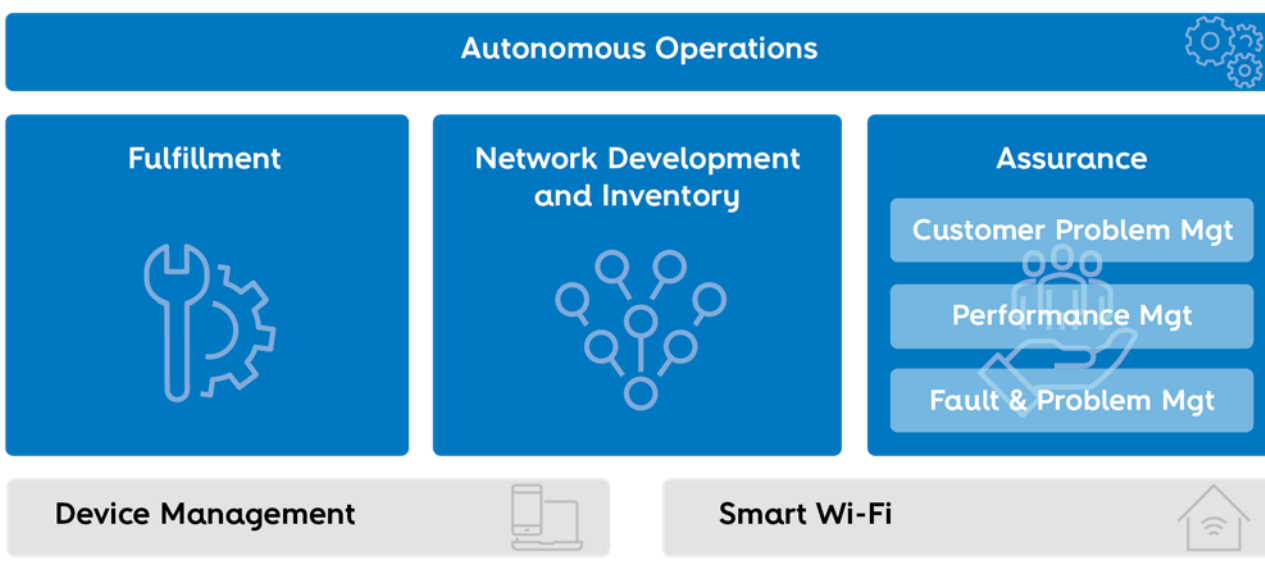 Autonomous Operations
Fulfillment
Network Development
and Inventory
Assurance
Customer Problem Mgt
Performance Mgt
Fault & Problem Mgt
Device Management
Smart Wi-Fi